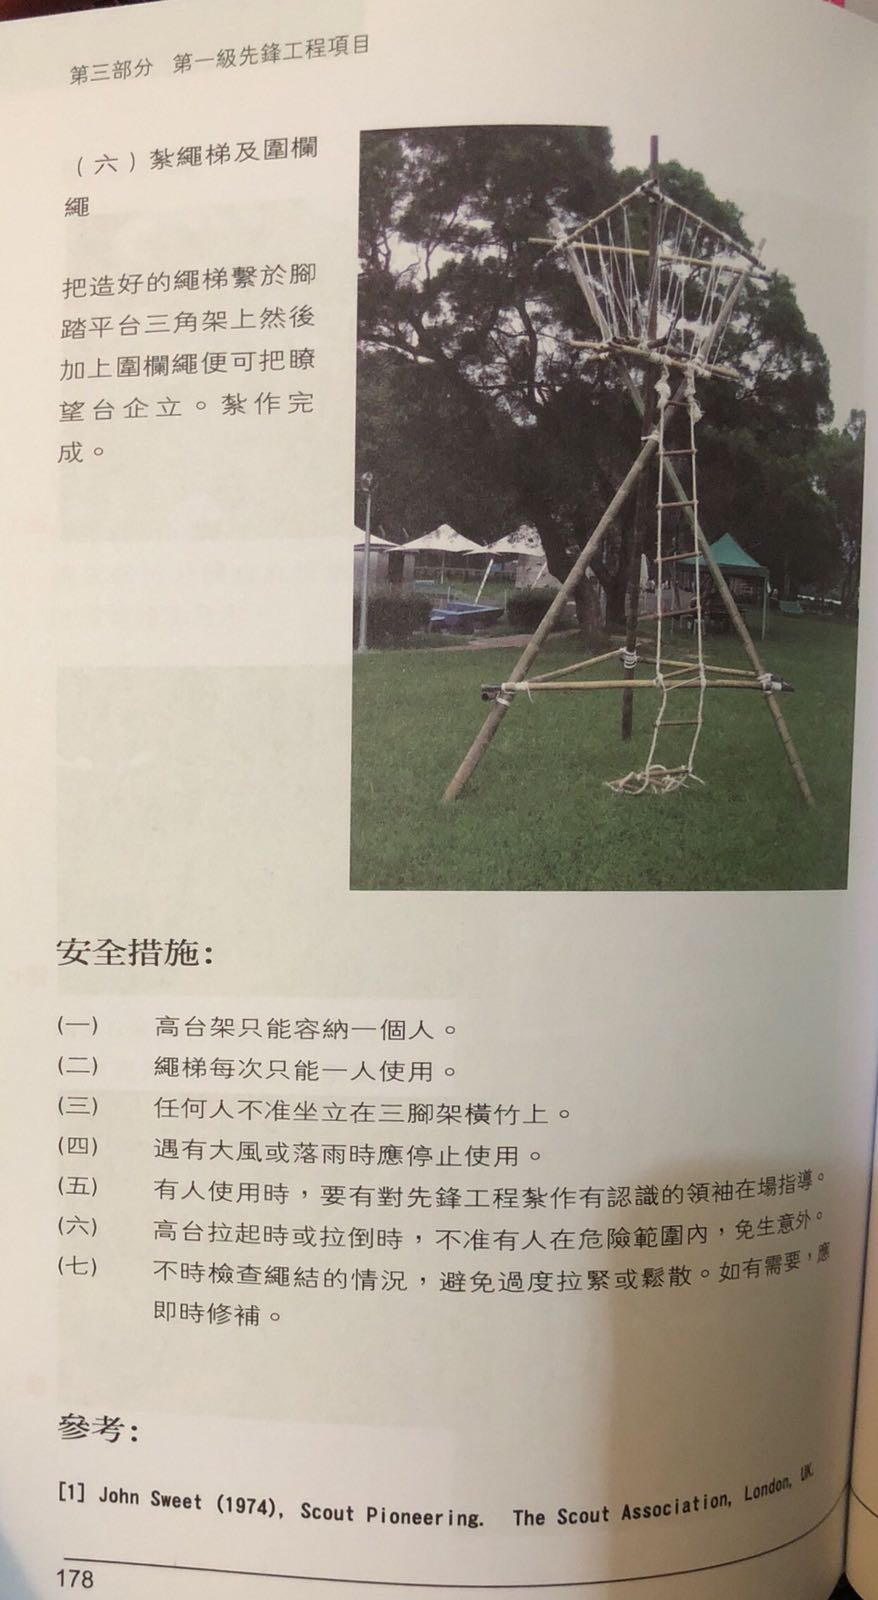 第三部分 第一級先鋒工程項目
(六)紮繩梯及圍欄
繩
把造好的繩梯繫於腳
踏平台三角架上然後
加上圍欄繩便可把瞭
望台企立。紮作完
成。
安全措施:
(一) 高台架只能容納一個人。
(二) 繩梯每次只能一人使用。
(三) 任何人不准坐立在三腳架橫竹上。
(四) 遇有大風或落雨時應停止使用。
(五) 有人使用時，要有對先鋒工程紮作有認識的領袖在場指導。
(六) 高台拉起時或拉倒時，不准有人在危險範圍內，免生意外。
(七) 不時檢查繩結的情況，避免過度拉緊或鬆散。如有需要，應
即時修補。
參考:
[1] John Sweet (1974), Scout Pioneering. The Scout Association, London, UK.
178